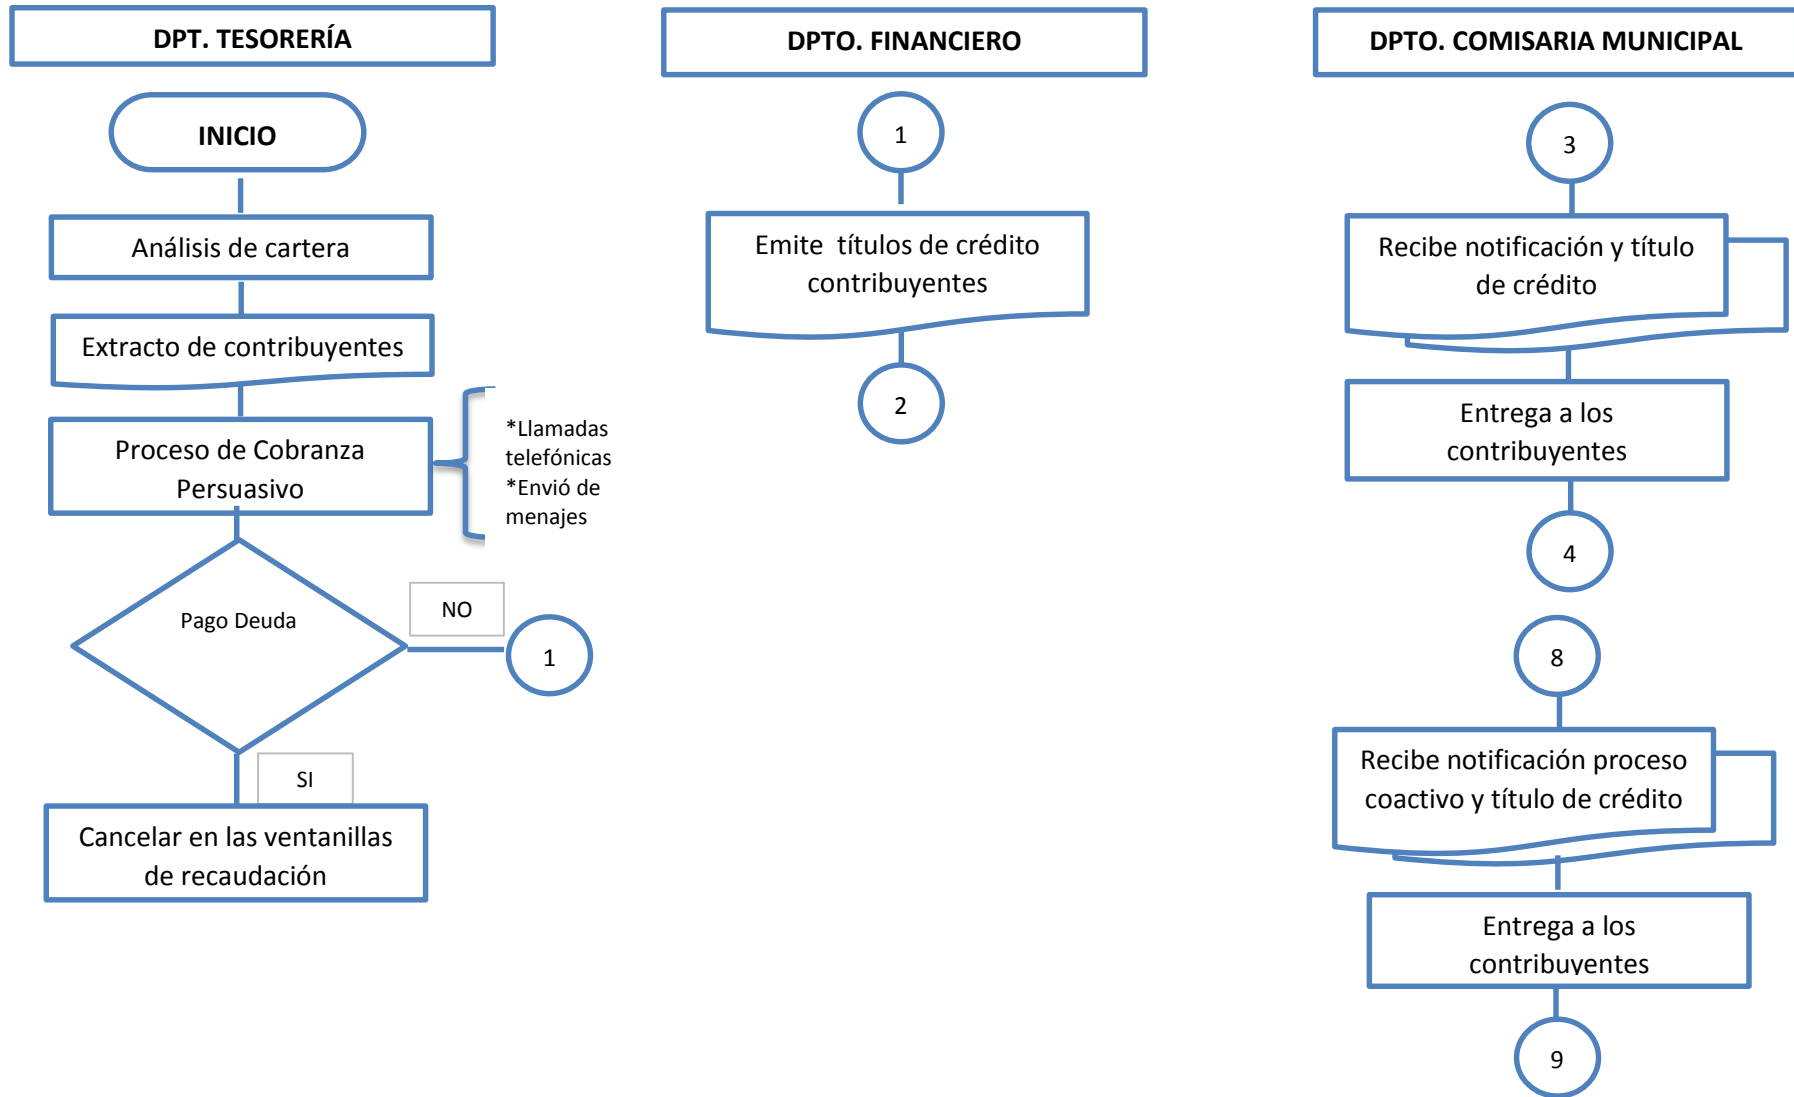 DPT. TESORERÍA
INICIO
Análisis de cartera
Extracto de contribuyentes
Proceso de Cobranza
Persuasivo
*Llamadas
telefónicas
*Envió de
menajes
Pago Deuda
NO
1
SI
Cancelar en las ventanillas
de recaudación
DPTO. FINANCIERO
1
Emite títulos de crédito
contribuyentes
2
DPTO. COMISARIA MUNICIPAL
3
Recibe notificación y título
de crédito
Entrega a los
contribuyentes
4
8
Recibe notificación proceso
coactivo y título de crédito
Entrega a los
contribuyentes
9